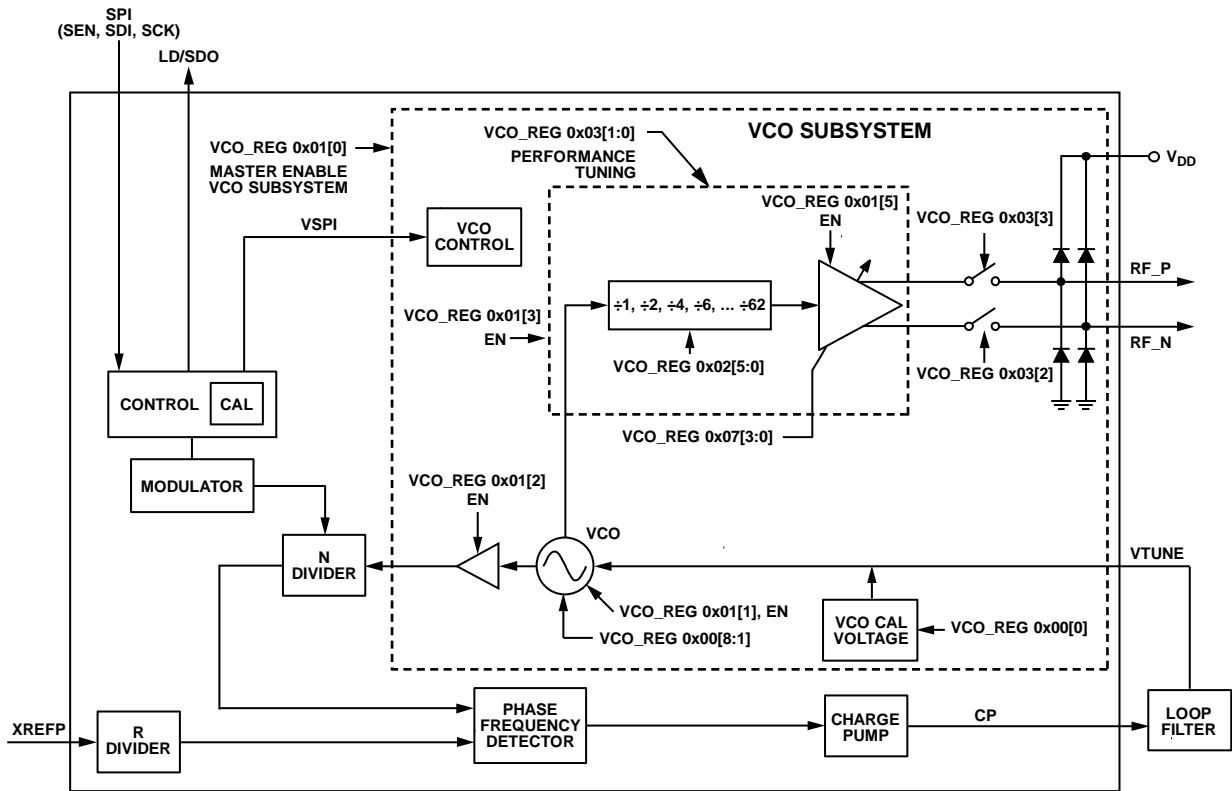 SPI
(SEN, SDI, SCK)
LD/SDO
VCO_REG 0x01[0]
MASTER ENABLE
VCO SUBSYSTEM
VCO_REG 0x03[1:0]
PERFORMANCE
TUNING
VCO SUBSYSTEM
VDD
VSPI
VCO
CONTROL
VCO_REG 0x01[5]
EN
VCO_REG 0x03[3]
RF_P
÷1, ÷2, ÷4, ÷6, ... ÷62
VCO_REG 0x01[3]
EN
RF_N
VCO_REG 0x02[5:0]
VCO_REG 0x03[2]
CONTROL
CAL
VCO_REG 0x07[3:0]
MODULATOR
VCO_REG 0x01[2]
EN
VCO
VTUNE
N
DIVIDER
VCO_REG 0x01[1], EN
VCO_REG 0x00[8:1]
VCO CAL
VOLTAGE
VCO_REG 0x00[0]
XREFP
R
DIVIDER
PHASE
FREQUENCY
DETECTOR
CHARGE
PUMP
CP
LOOP
FILTER